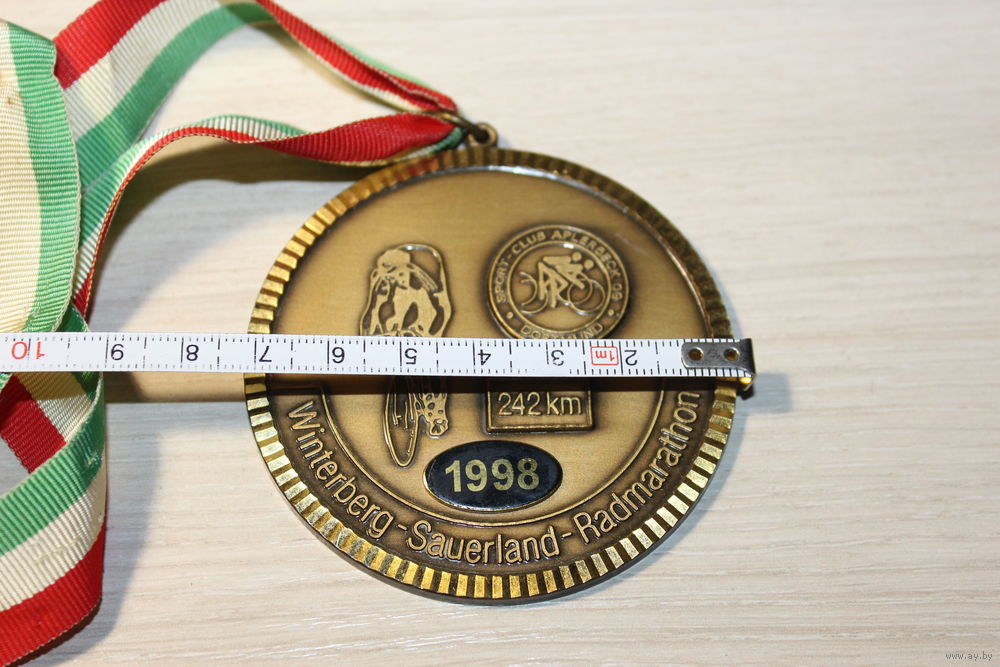 SPORT-CLUB APLERBECK 09
DORTMUND
10 9 8 7 6 5 4 3 1m 2
242 km
1998
Winterberg-Sauerland-Radmarathon
www.ay.by